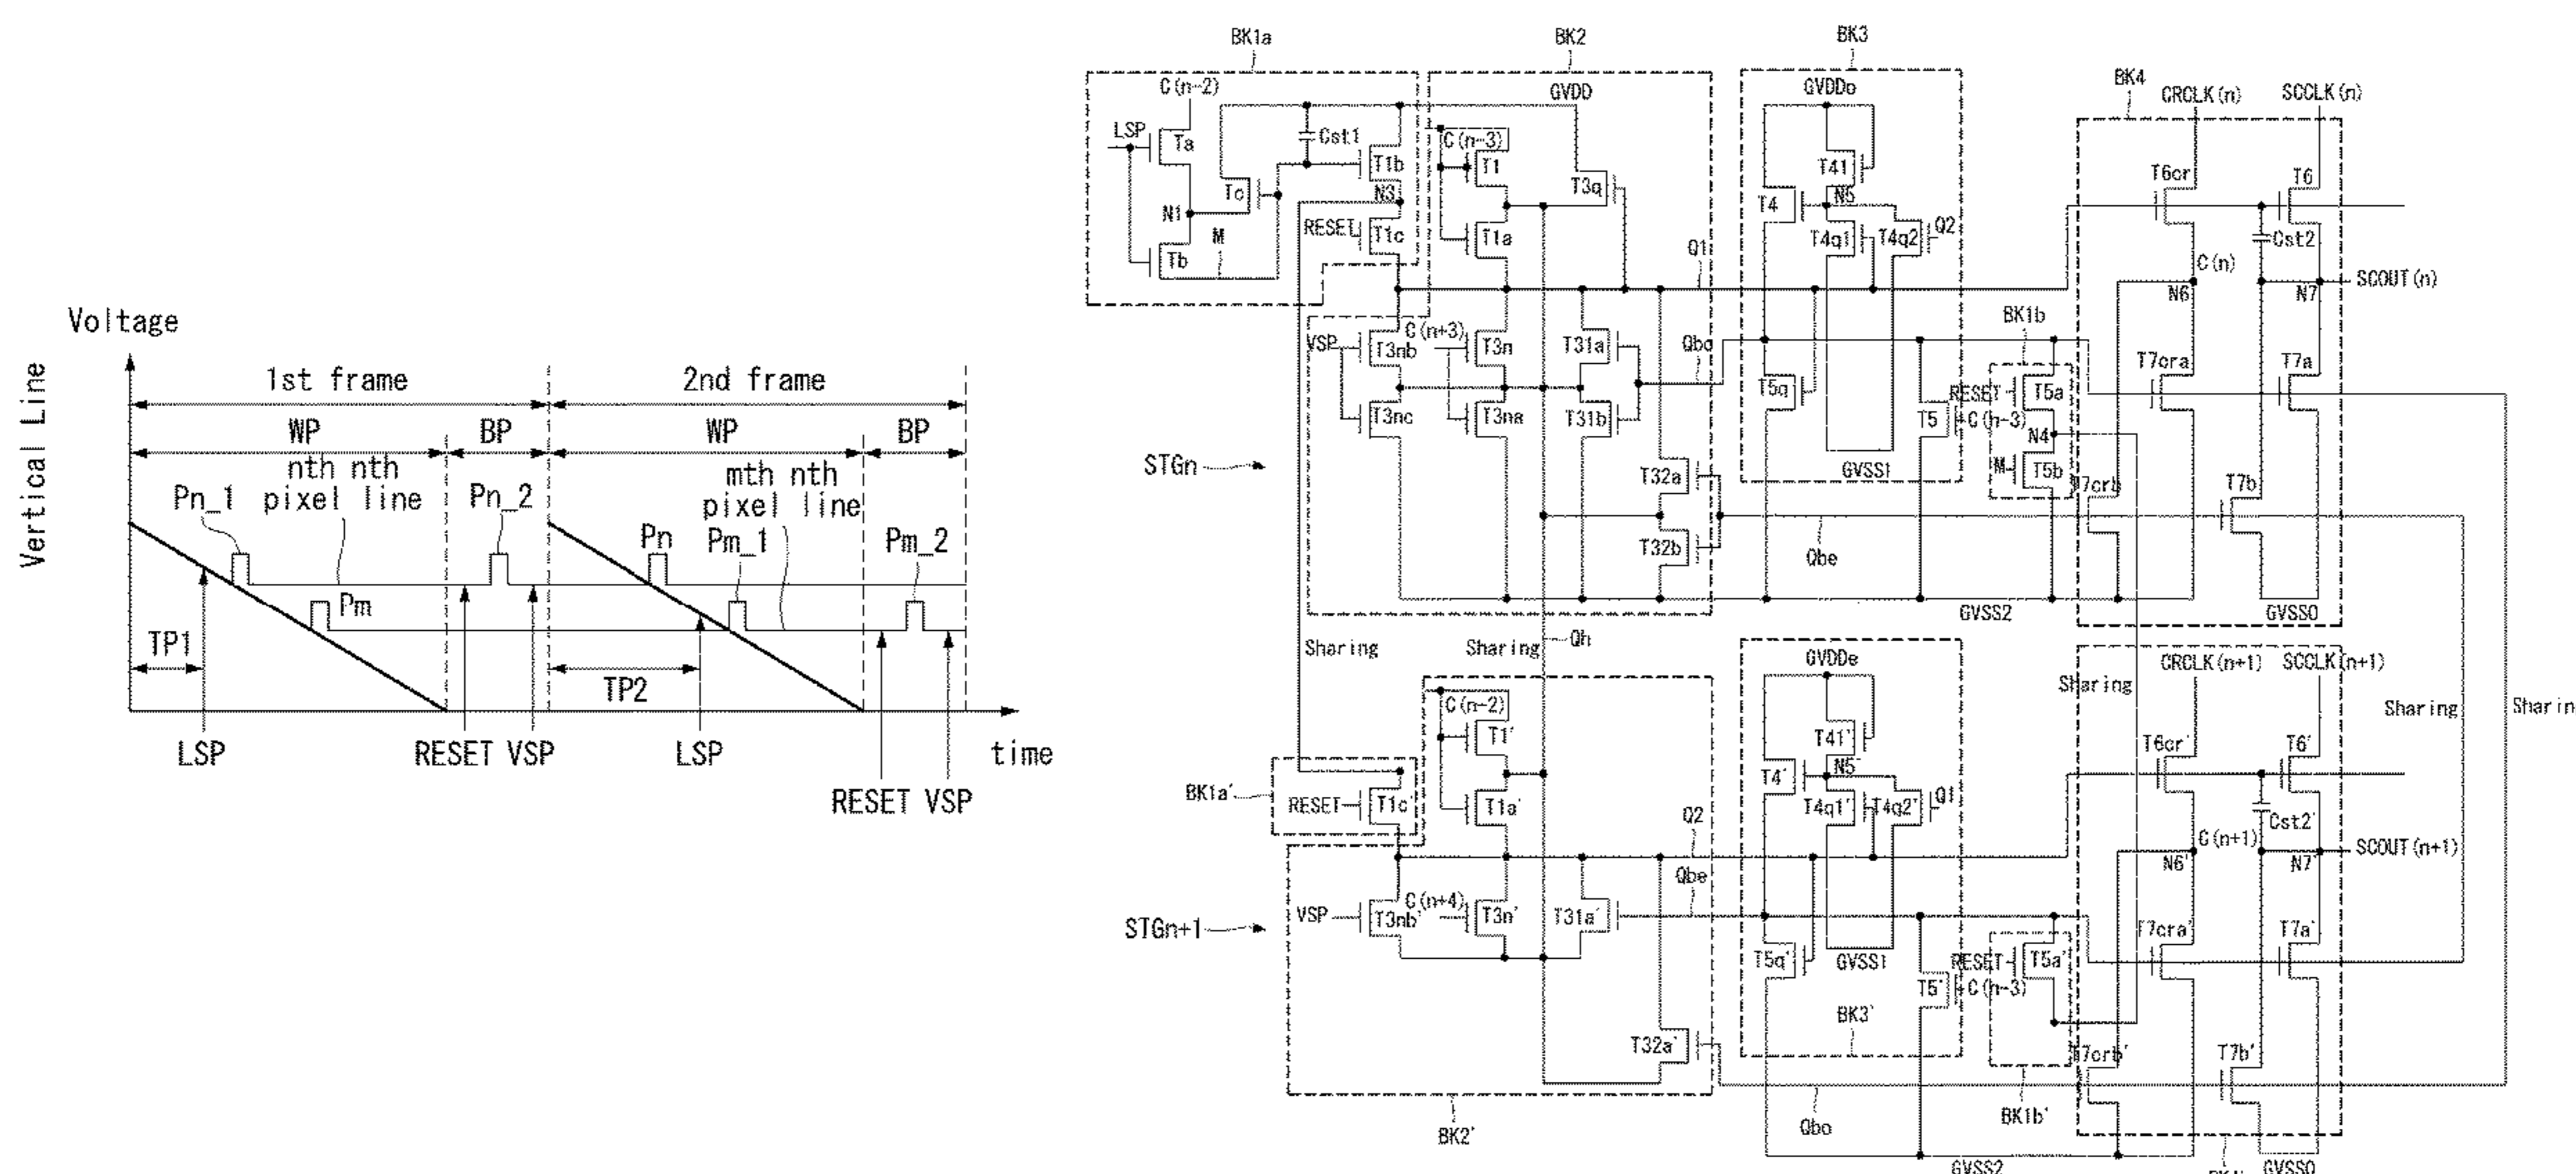 Voltage
Vertical Line
1st frame
2nd frame
WP
BP
WP
BP
nth nth
pixel line
mth nth
pixel line
Pn_1
Pn_2
Pn
Pm_1
Pm_2
Pm
TP1
TP2
LSP
RESET VSP
LSP
time
RESET VSP
BK1a
BK2
BK3
BK4
C(n-2)
LSP
Ta
Cst1
T1b
Tc
N1
N3
M
Tb
RESET
T1c
GVDD
C(n-3)
T1
T3q
T1a
Q1
GVDDo
T41
T4
N5
T4q1
T4q2
Q2
CRCLK(n)
SCCLK(n)
T6cr
T6
Cst2
C(n)
N6
N7
SCOUT(n)
VSP
T3nb
C(n+3)
T3n
T31a
Qbo
T3nc
T3na
T31b
T5q
T5
C(n-3)
BK1b
RESET
T5a
N4
M
T5b
T7cra
T7a
STGn
T32a
GVSS1
T7crb
T7b
T32b
Qbe
GVSS2
GVSS0
Sharing
Sharing
Qh
Sharing
Sharing
Sharin
GVDDe
CRCLK(n+1)
SCCLK(n+1)
C(n-2)
T1'
T41'
T6cr'
T6'
BK1a'
RESET
T1c'
T1a'
T4'
N5'
T4q1'
T4q2'
Q1
Q2
Cst2'
C(n+1)
N6'
N7'
SCOUT(n+1)
Qbe
STGn+1
VSP
T3nb'
C(n+4)
T3n'
T31a'
T5q'
GVSS1
T5'
C(n-3)
RESET
T5a'
T7cra'
T7a'
BK3'
T32a'
T7crb'
T7b'
BK1b'
BK2'
Qbo
GVSS2
GVSS0